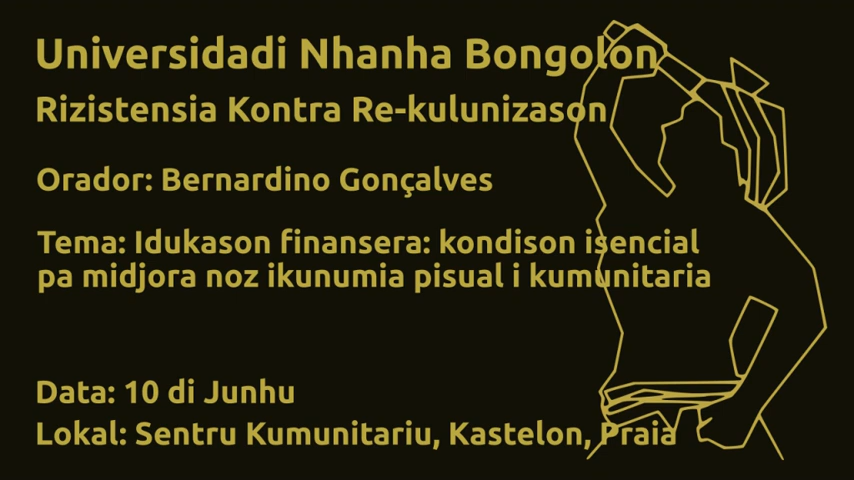 Universidadi Nhanha Bongolon
Rizistensia Kontra Re-kulunizason
Orador: Bernardino Gonçalves
Tema: Idukason finansera: kondison isencial
pa midjora noz ikunumia pisual i kumunitaria
Data: 10 di Junhu
Lokal: Sentru Kumunitariu, Kastelon, Praia